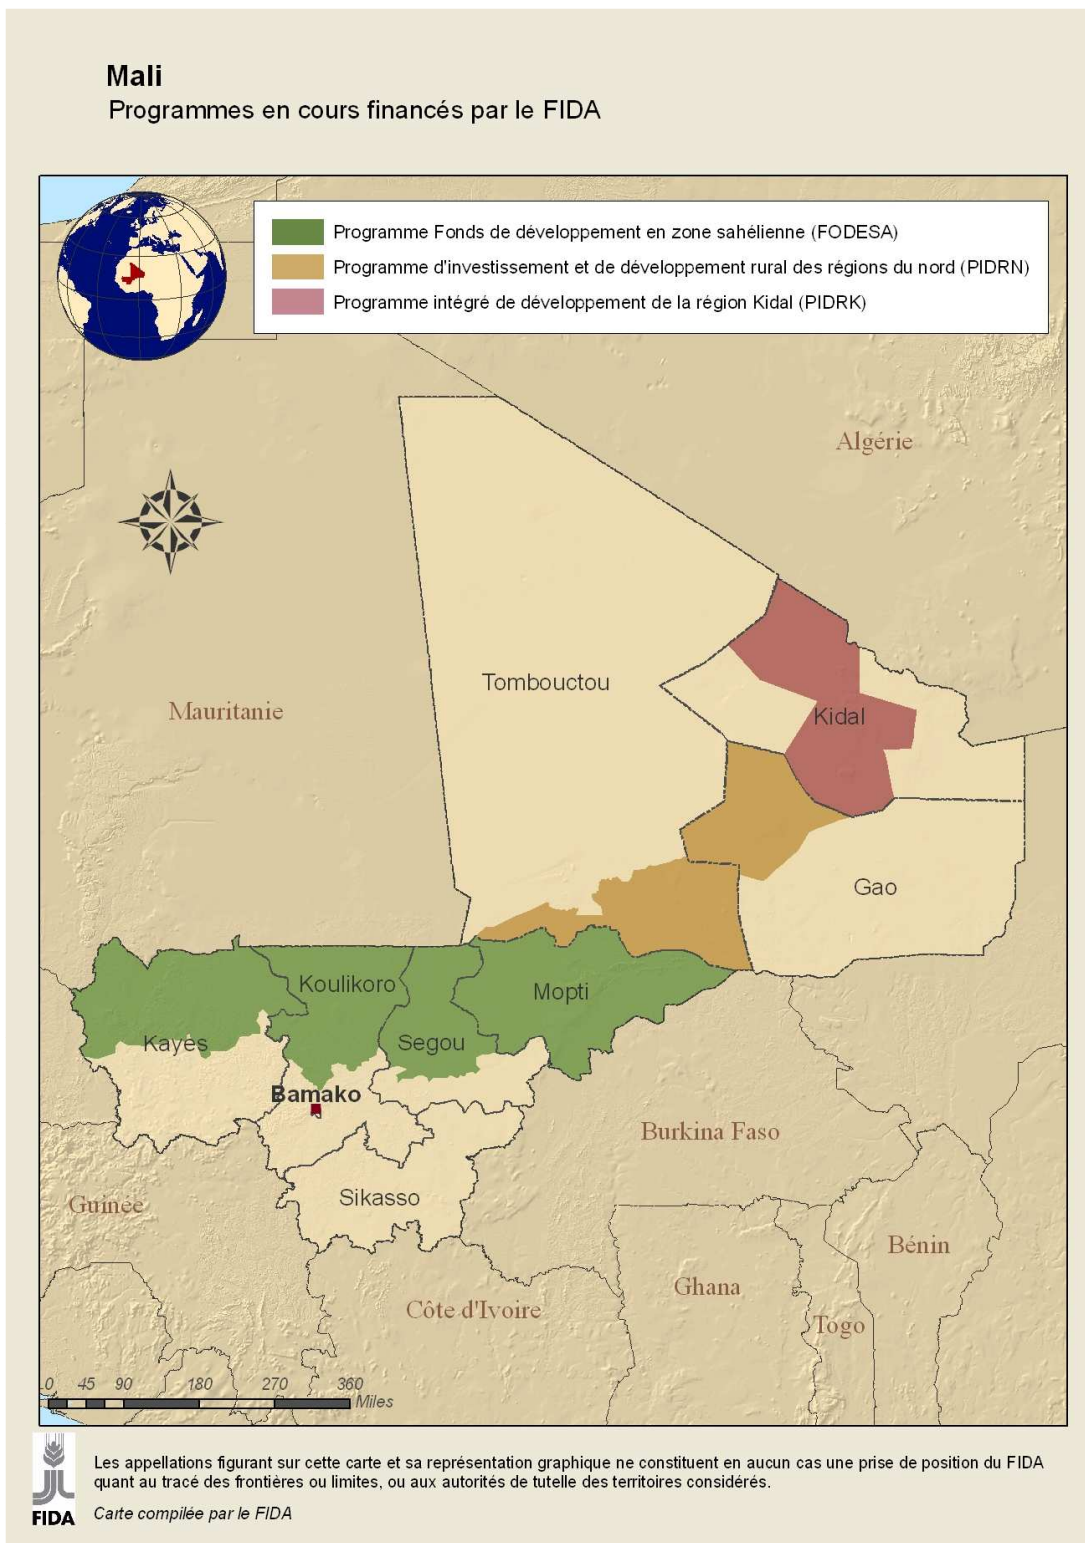 Mali
Programmes en cours financés par le FIDA
Programme Fonds de développement en zone sahélienne (FODESA)
Programme d'investissement et de développement rural des régions du nord (PIDRN)
Programme intégré de développement de la région Kidal (PIDRK)
Algérie
Tombouctou
Mauritanie
Kidal
Gao
Koulikoro
Mopti
Kayes
Segou
Bamako
Burkina Faso
Sikasso
Guinée
Bénin
Ghana
Côte d'Ivoire
Togo
0 45 90 180 270 360
Miles
Les appellations figurant sur cette carte et sa représentation graphique ne constituent en aucun cas une prise de position du FIDA
quant au tracé des frontières ou limites, ou aux autorités de tutelle des territoires considérés.
FIDA
Carte compilée par le FIDA